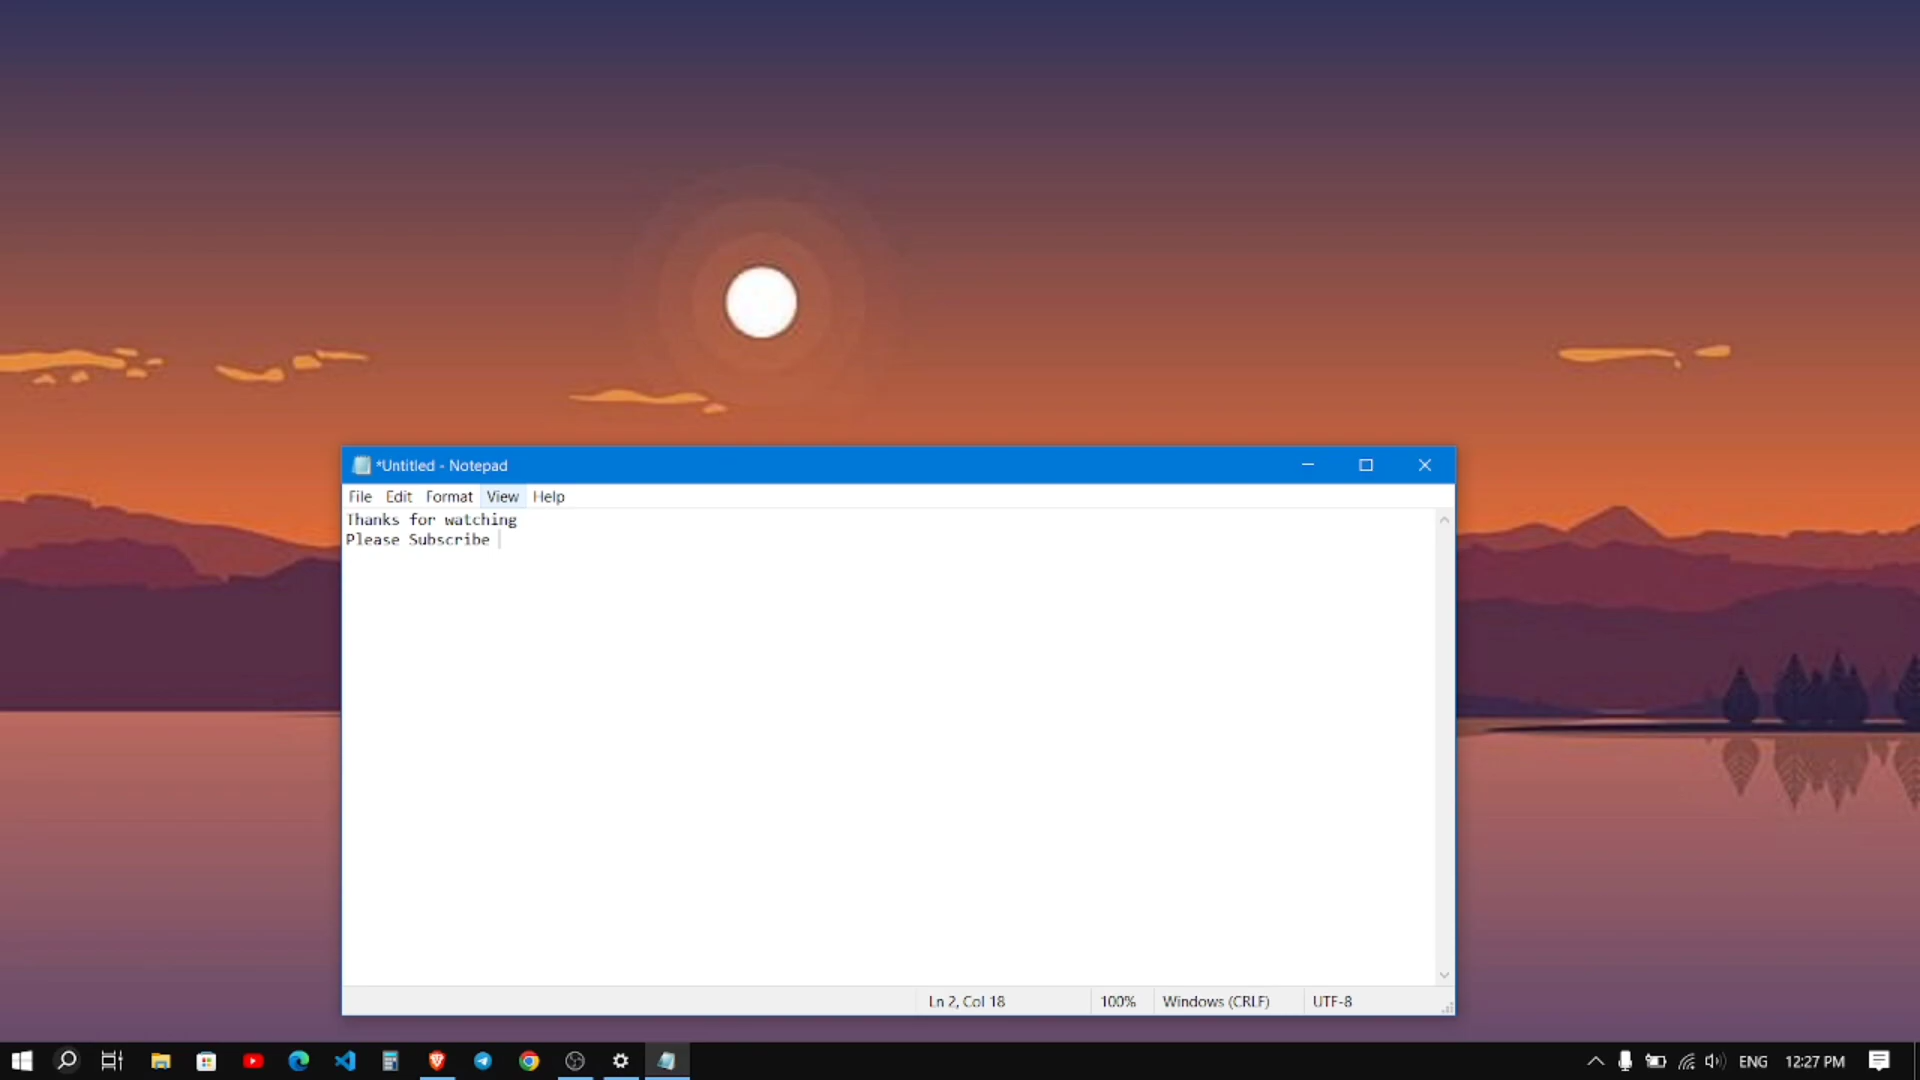 *Untitled - Notepad
File Edit Format View Help
Thanks for watching
Please Subscribe
Ln 2, Col 18 100% Windows (CRLF) UTF-8
ENG 12:27 PM